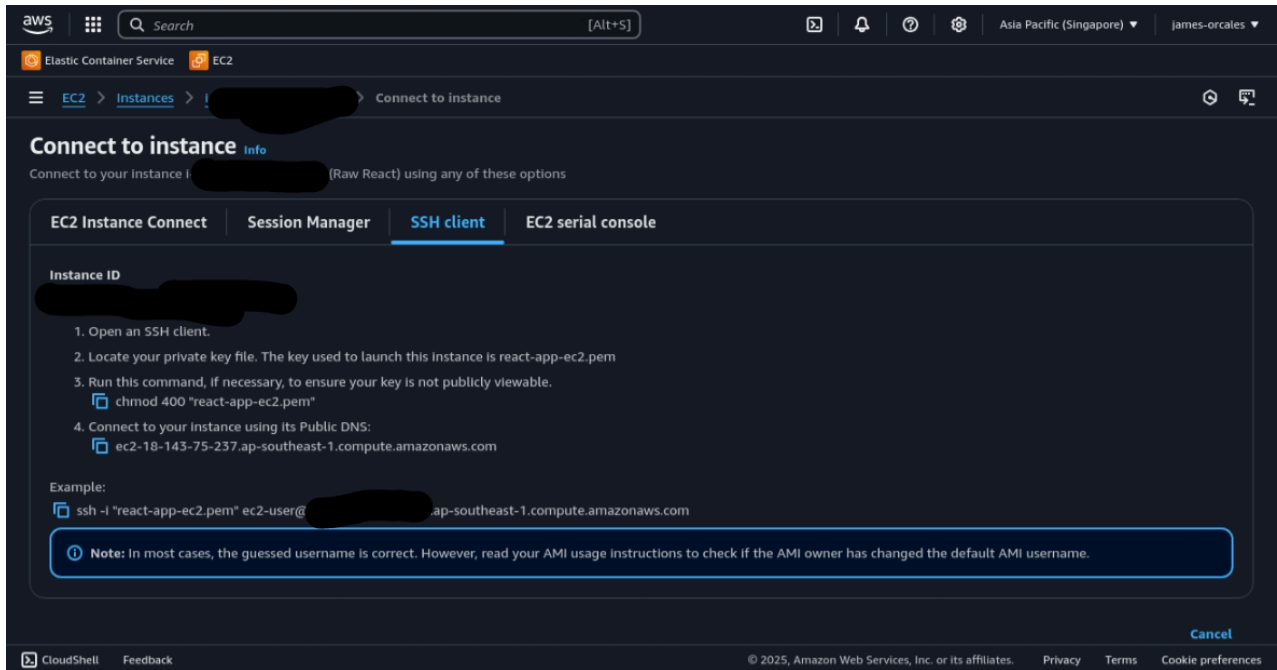 aws
Search [Alt+S]
Asia Pacific (Singapore) ▼ james-orcales ▼
Elastic Container Service EC2
EC2 > Instances > i > Connect to instance
Connect to instance Info
Connect to your instance i- (Raw React) using any of these options
EC2 Instance Connect Session Manager SSH client EC2 serial console
Instance ID
1. Open an SSH client.
2. Locate your private key file. The key used to launch this instance is react-app-ec2.pem
3. Run this command, if necessary, to ensure your key is not publicly viewable.
chmod 400 "react-app-ec2.pem"
4. Connect to your instance using its Public DNS:
ec2-18-143-75-237.ap-southeast-1.compute.amazonaws.com
Example:
ssh -i "react-app-ec2.pem" ec2-user@ .ap-southeast-1.compute.amazonaws.com
Note: In most cases, the guessed username is correct. However, read your AMI usage instructions to check if the AMI owner has changed the default AMI username.
Cancel
CloudShell Feedback © 2025, Amazon Web Services, Inc. or its affiliates. Privacy Terms Cookie preferences